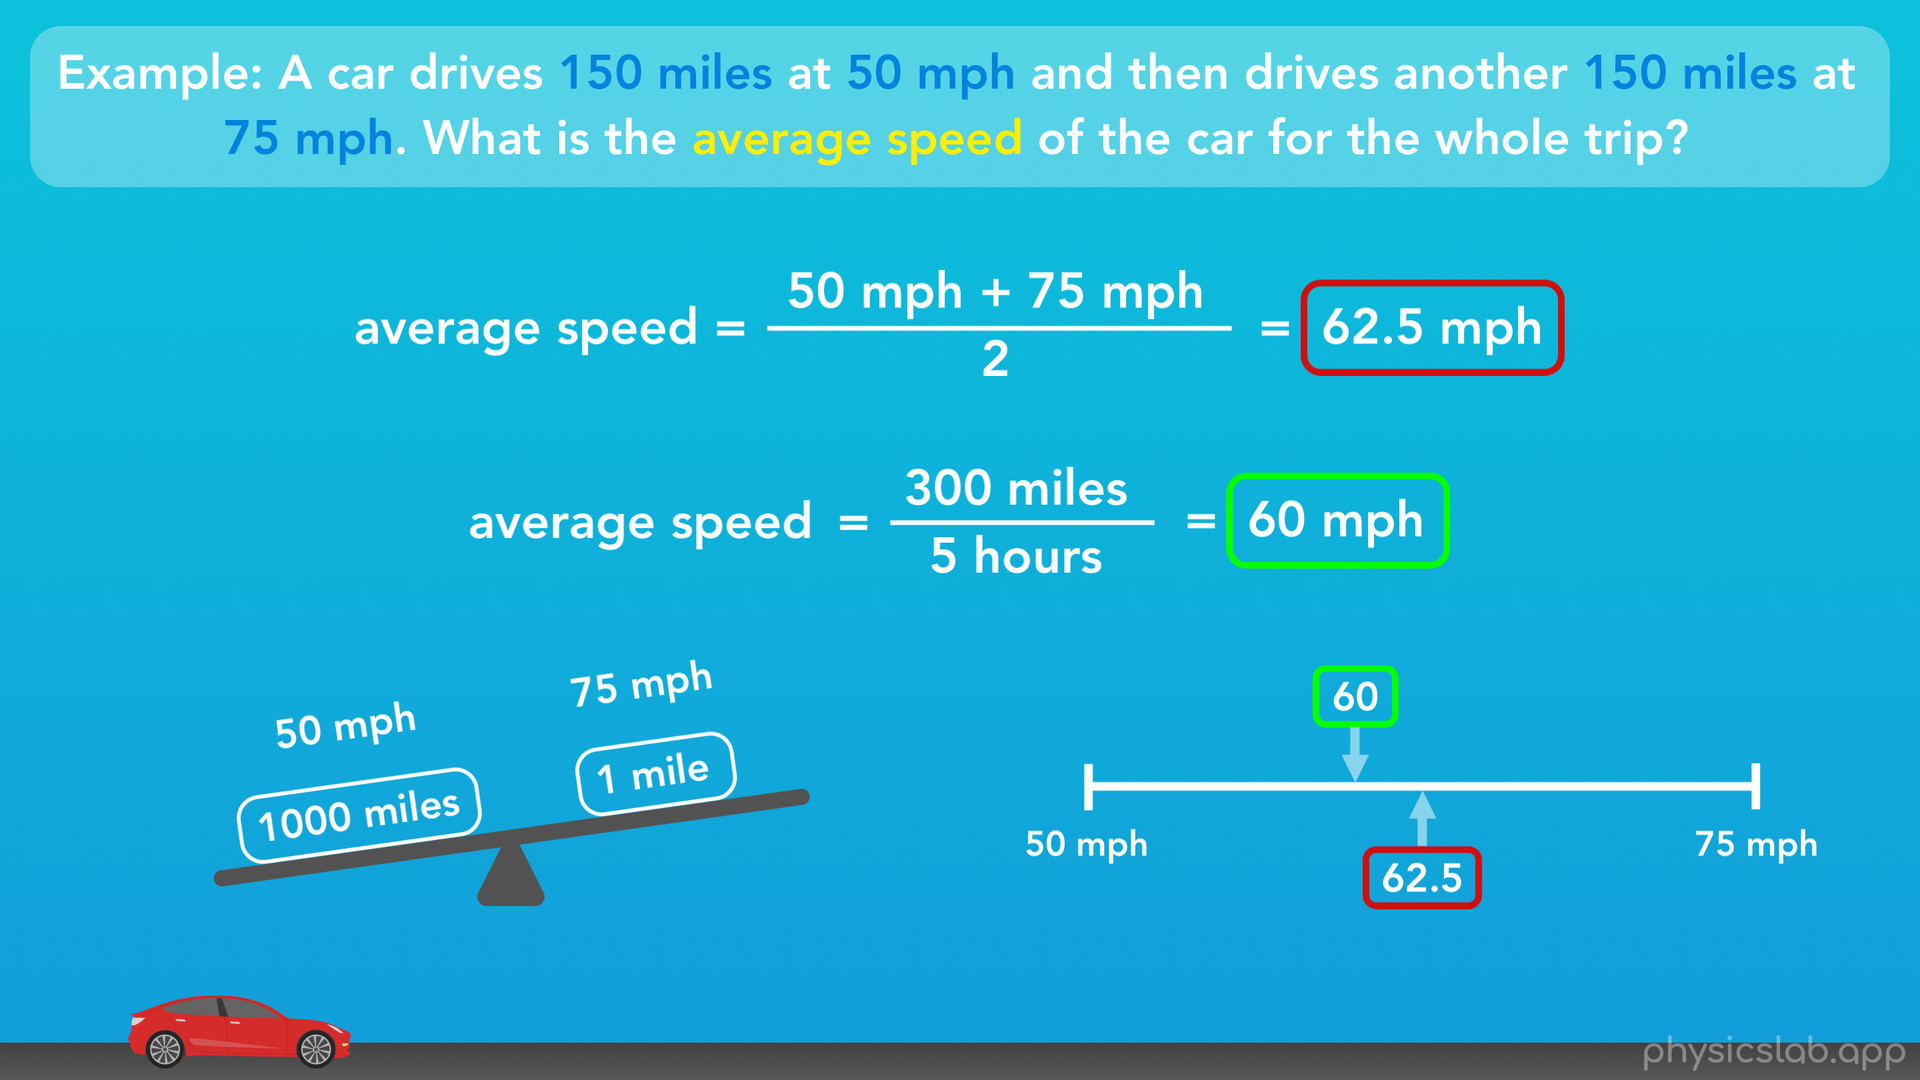 Example: A car drives 150 miles at 50 mph and then drives another 150 miles at
75 mph. What is the average speed of the car for the whole trip?
average speed = 50 mph + 75 mph / 2 = 62.5 mph
average speed = 300 miles / 5 hours = 60 mph
50 mph
75 mph
1000 miles
1 mile
60
50 mph
75 mph
62.5
physicslab.app